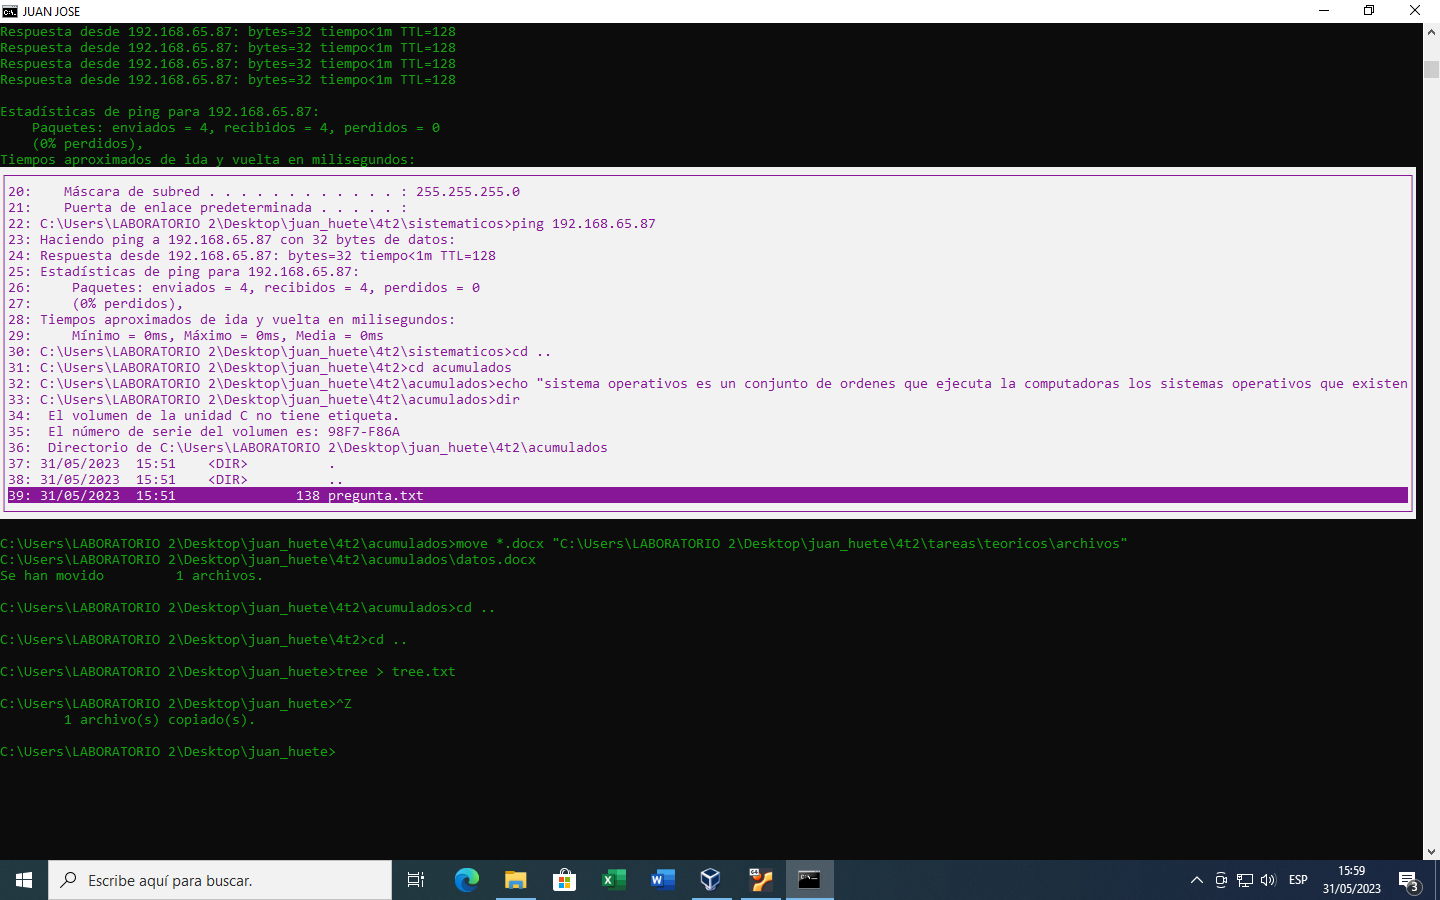 JUAN JOSE
Respuesta desde 192.168.65.87: bytes=32 tiempo<1m TTL=128
Respuesta desde 192.168.65.87: bytes=32 tiempo<1m TTL=128
Respuesta desde 192.168.65.87: bytes=32 tiempo<1m TTL=128
Respuesta desde 192.168.65.87: bytes=32 tiempo<1m TTL=128
Estadísticas de ping para 192.168.65.87:
Paquetes: enviados = 4, recibidos = 4, perdidos = 0
(0% perdidos),
Tiempos aproximados de ida y vuelta en milisegundos:
20: Máscara de subred . . . . . . . . . . . . : 255.255.255.0
21: Puerta de enlace predeterminada . . . . . :
22: C:\Users\LABORATORIO 2\Desktop\juan_huete\4t2\sistematicos>ping 192.168.65.87
23: Haciendo ping a 192.168.65.87 con 32 bytes de datos:
24: Respuesta desde 192.168.65.87: bytes=32 tiempo<1m TTL=128
25: Estadísticas de ping para 192.168.65.87:
26: Paquetes: enviados = 4, recibidos = 4, perdidos = 0
27: (0% perdidos),
28: Tiempos aproximados de ida y vuelta en milisegundos:
29: Mínimo = 0ms, Máximo = 0ms, Media = 0ms
30: C:\Users\LABORATORIO 2\Desktop\juan_huete\4t2\sistematicos>cd ..
31: C:\Users\LABORATORIO 2\Desktop\juan_huete\4t2>cd acumulados
32: C:\Users\LABORATORIO 2\Desktop\juan_huete\4t2\acumulados>echo "sistema operativos es un conjunto de ordenes que ejecuta la computadoras los sistemas operativos que existen
33: C:\Users\LABORATORIO 2\Desktop\juan_huete\4t2\acumulados>dir
34: El volumen de la unidad C no tiene etiqueta.
35: El número de serie del volumen es: 98F7-F86A
36: Directorio de C:\Users\LABORATORIO 2\Desktop\juan_huete\4t2\acumulados
37: 31/05/2023 15:51 <DIR> .
38: 31/05/2023 15:51 <DIR> ..
39: 31/05/2023 15:51 138 pregunta.txt
C:\Users\LABORATORIO 2\Desktop\juan_huete\4t2\acumulados>move *.docx "C:\Users\LABORATORIO 2\Desktop\juan_huete\4t2\tareas\teoricos\archivos"
C:\Users\LABORATORIO 2\Desktop\juan_huete\4t2\acumulados\datos.docx
Se han movido 1 archivos.
C:\Users\LABORATORIO 2\Desktop\juan_huete\4t2\acumulados>cd ..
C:\Users\LABORATORIO 2\Desktop\juan_huete\4t2>cd ..
C:\Users\LABORATORIO 2\Desktop\juan_huete>tree > tree.txt
C:\Users\LABORATORIO 2\Desktop\juan_huete>^Z
1 archivo(s) copiado(s).
C:\Users\LABORATORIO 2\Desktop\juan_huete>
Escribe aquí para buscar.
ESP
15:59
31/05/2023
3